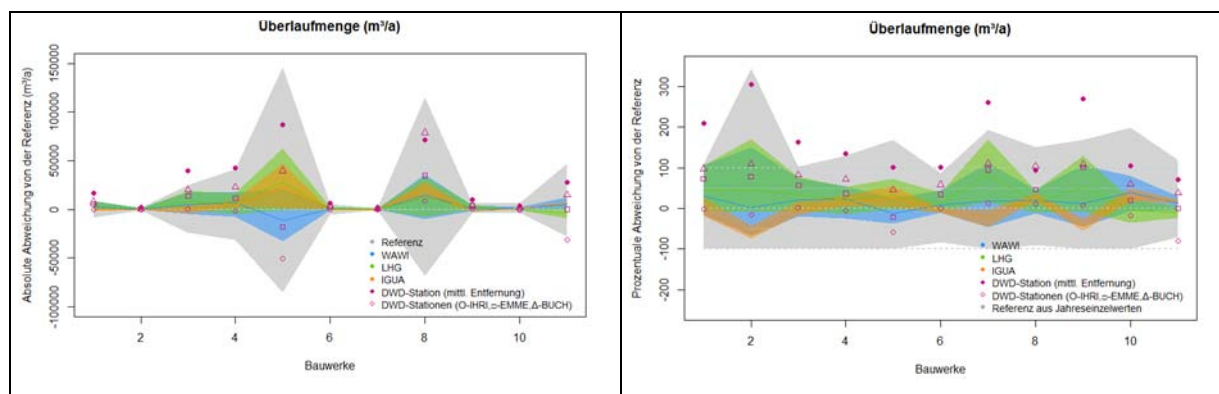 Überlaufmenge (m³/a)
Absolute Abweichung von Referenz (m³/a)
150000
100000
50000
0
-50000
-100000
Referenz
WAWI
LHG
IGUA
DWD-Station (mittl. Entfernung)
DWD-Stationen (O-IHRI,□-EMME,Δ-BUCH)
2
4
6
8
10
Bauwerke
Überlaufmenge (m³/a)
Prozentuale Abweichung von der Referenz
300
200
100
0
-100
-200
WAWI
LHG
IGUA
DWD-Station (mittl. Entfernung)
DWD-Stationen (O-IHRI,□-EMME,Δ-BUCH)
Referenz aus Jahreseinzelwerten
2
4
6
8
10
Bauwerke